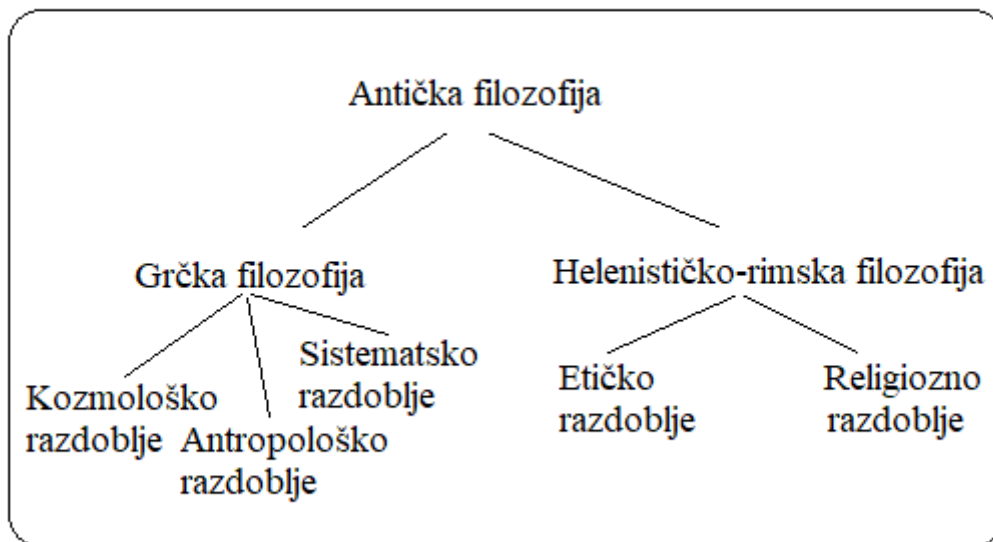 Antička filozofija
Grčka filozofija
Helenističko-rimska filozofija
Kozmološko
razdoblje
Antropološko
razdoblje
Sistematsko
razdoblje
Etičko
razdoblje
Religiozno
razdoblje